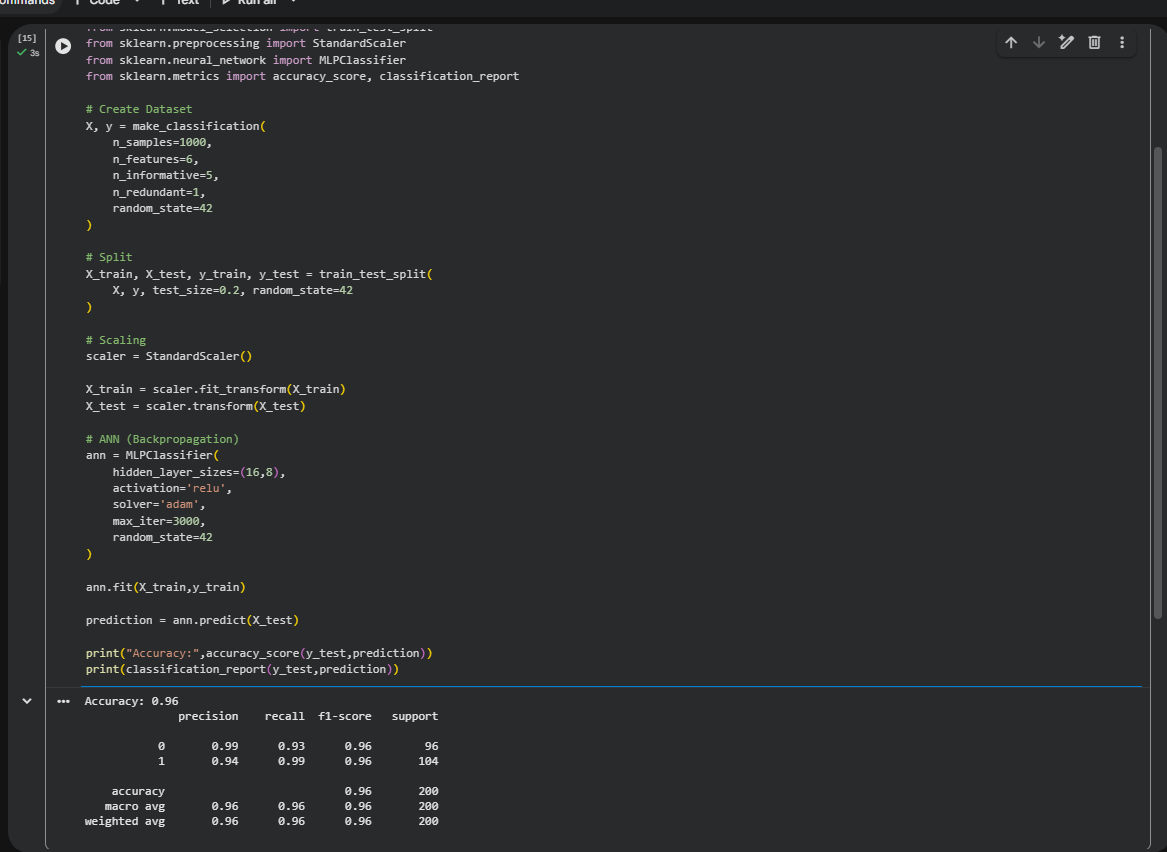 ommands + Code + Text ▷ Run all
from sklearn.model_selection import train_test_split
[15]
from sklearn.preprocessing import StandardScaler
3s
from sklearn.neural_network import MLPClassifier
from sklearn.metrics import accuracy_score, classification_report
# Create Dataset
X, y = make_classification(
    n_samples=1000,
    n_features=6,
    n_informative=5,
    n_redundant=1,
    random_state=42
)
# Split
X_train, X_test, y_train, y_test = train_test_split(
    X, y, test_size=0.2, random_state=42
)
# Scaling
scaler = StandardScaler()
X_train = scaler.fit_transform(X_train)
X_test = scaler.transform(X_test)
# ANN (Backpropagation)
ann = MLPClassifier(
    hidden_layer_sizes=(16,8),
    activation='relu',
    solver='adam',
    max_iter=3000,
    random_state=42
)
ann.fit(X_train,y_train)
prediction = ann.predict(X_test)
print("Accuracy:",accuracy_score(y_test,prediction))
print(classification_report(y_test,prediction))
Accuracy: 0.96
              precision    recall  f1-score   support
           0       0.99      0.93      0.96        96
           1       0.94      0.99      0.96       104
    accuracy                           0.96       200
   macro avg       0.96      0.96      0.96       200
weighted avg       0.96      0.96      0.96       200